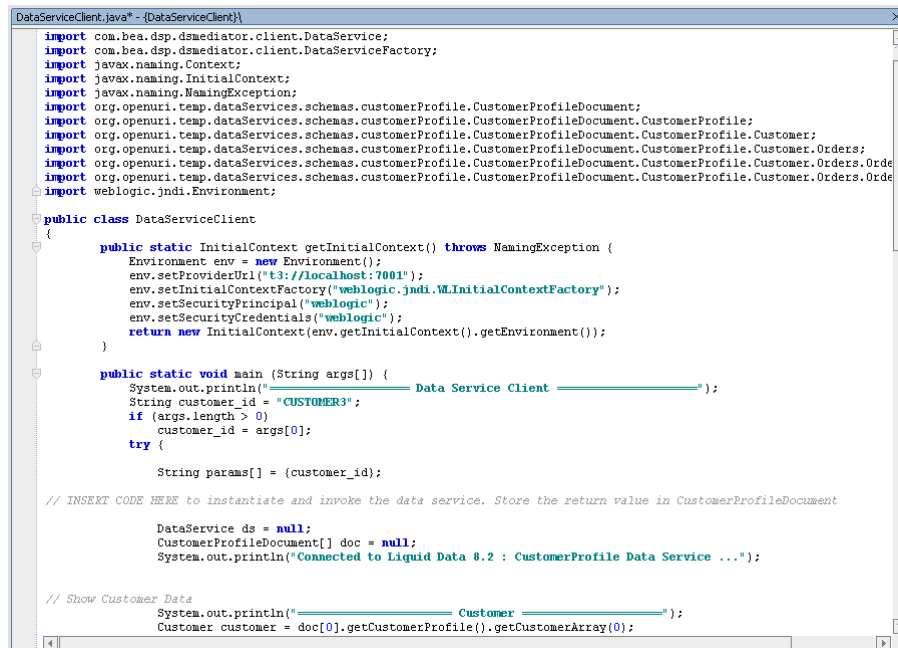 DataServiceClient.java* - {DataServiceClient}\
import com.bea.dsp.dsmediator.client.DataService;
import com.bea.dsp.dsmediator.client.DataServiceFactory;
import javax.naming.Context;
import javax.naming.InitialContext;
import javax.naming.NamingException;
import org.openuri.temp.dataServices.schemas.customerProfile.CustomerProfileDocument;
import org.openuri.temp.dataServices.schemas.customerProfile.CustomerProfileDocument.CustomerProfile;
import org.openuri.temp.dataServices.schemas.customerProfile.CustomerProfileDocument.CustomerProfile.Customer;
import org.openuri.temp.dataServices.schemas.customerProfile.CustomerProfileDocument.CustomerProfile.Customer.Orders;
import org.openuri.temp.dataServices.schemas.customerProfile.CustomerProfileDocument.CustomerProfile.Customer.Orders.Orde
import org.openuri.temp.dataServices.schemas.customerProfile.CustomerProfileDocument.CustomerProfile.Customer.Orders.Orde
import weblogic.jndi.Environment;
public class DataServiceClient
{
public static InitialContext getInitialContext() throws NamingException {
Environment env = new Environment();
env.setProviderUrl("t3://localhost:7001");
env.setInitialContextFactory("weblogic.jndi.WLInitialContextFactory");
env.setSecurityPrincipal("weblogic");
env.setSecurityCredentials("weblogic");
return new InitialContext(env.getInitialContext().getEnvironment());
}
public static void main (String args[]) {
System.out.println("==================== Data Service Client ====================");
String customer_id = "CUSTOMER3";
if (args.length > 0)
customer_id = args[0];
try {
String params[] = {customer_id};
// INSERT CODE HERE to instantiate and invoke the data service. Store the return value in CustomerProfileDocument
DataService ds = null;
CustomerProfileDocument[] doc = null;
System.out.println("Connected to Liquid Data 8.2 : CustomerProfile Data Service ...");
// Show Customer Data
System.out.println("====================== Customer ====================");
Customer customer = doc[0].getCustomerProfile().getCustomerArray(0);